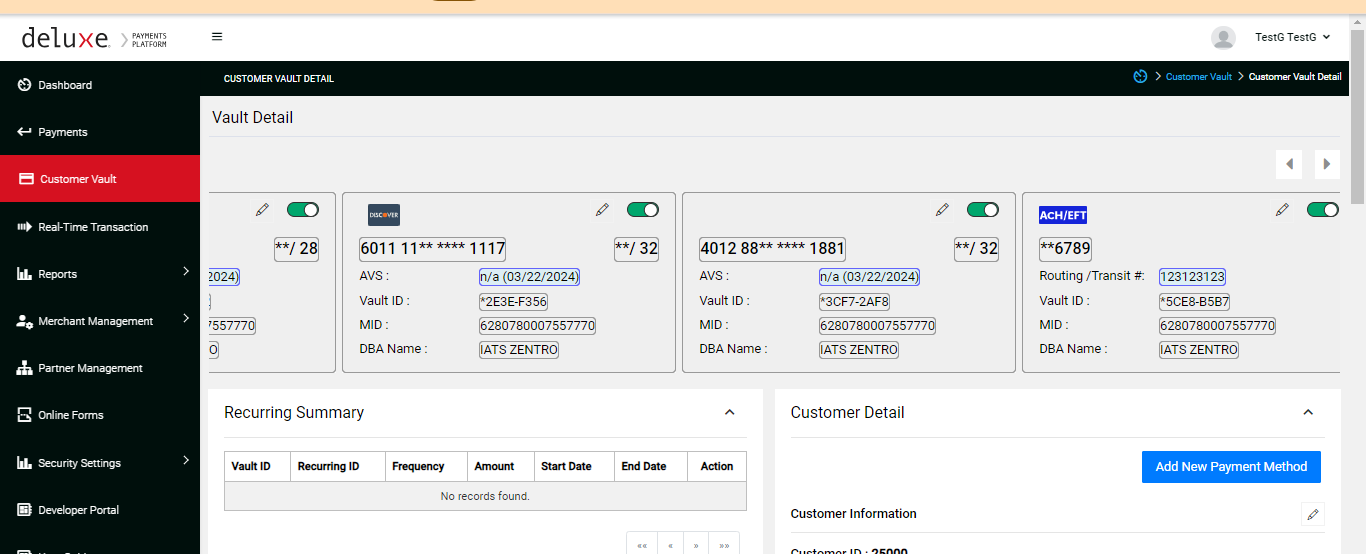 deluxe. PAYMENTS
PLATFORM
TestG TestG
CUSTOMER VAULT DETAIL
Customer Vault > Customer Vault Detail
Dashboard
Payments
Customer Vault
Real-Time Transaction
Reports
Merchant Management
Partner Management
Online Forms
Security Settings
Developer Portal
Vault Detail
**/ 28
2024)
7557770
O
DISCOVER
6011 11** **** 1117 **/ 32
AVS : n/a (03/22/2024)
Vault ID : *2E3E-F356
MID : 6280780007557770
DBA Name : IATS ZENTRO
4012 88** **** 1881 **/ 32
AVS : n/a (03/22/2024)
Vault ID : *3CF7-2AF8
MID : 6280780007557770
DBA Name : IATS ZENTRO
ACH/EFT
**6789
Routing /Transit #: 123123123
Vault ID : *5CE8-B5B7
MID : 6280780007557770
DBA Name : IATS ZENTRO
Recurring Summary
Vault ID Recurring ID Frequency Amount Start Date End Date Action
No records found.
«« « » »»
Customer Detail
Add New Payment Method
Customer Information
Customer ID : 25000